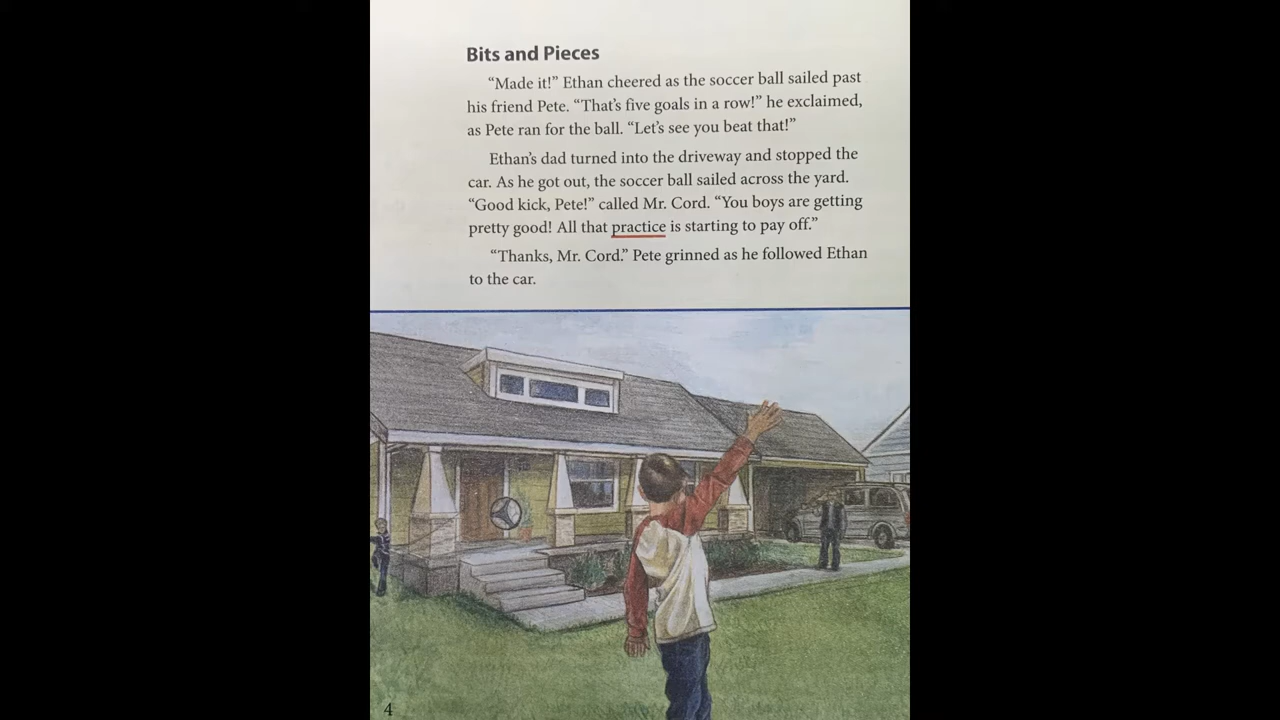 Bits and Pieces
“Made it!” Ethan cheered as the soccer ball sailed past
his friend Pete. “That’s five goals in a row!” he exclaimed,
as Pete ran for the ball. “Let’s see you beat that!”
Ethan’s dad turned into the driveway and stopped the
car. As he got out, the soccer ball sailed across the yard.
“Good kick, Pete!” called Mr. Cord. “You boys are getting
pretty good! All that practice is starting to pay off.”
“Thanks, Mr. Cord.” Pete grinned as he followed Ethan
to the car.
4